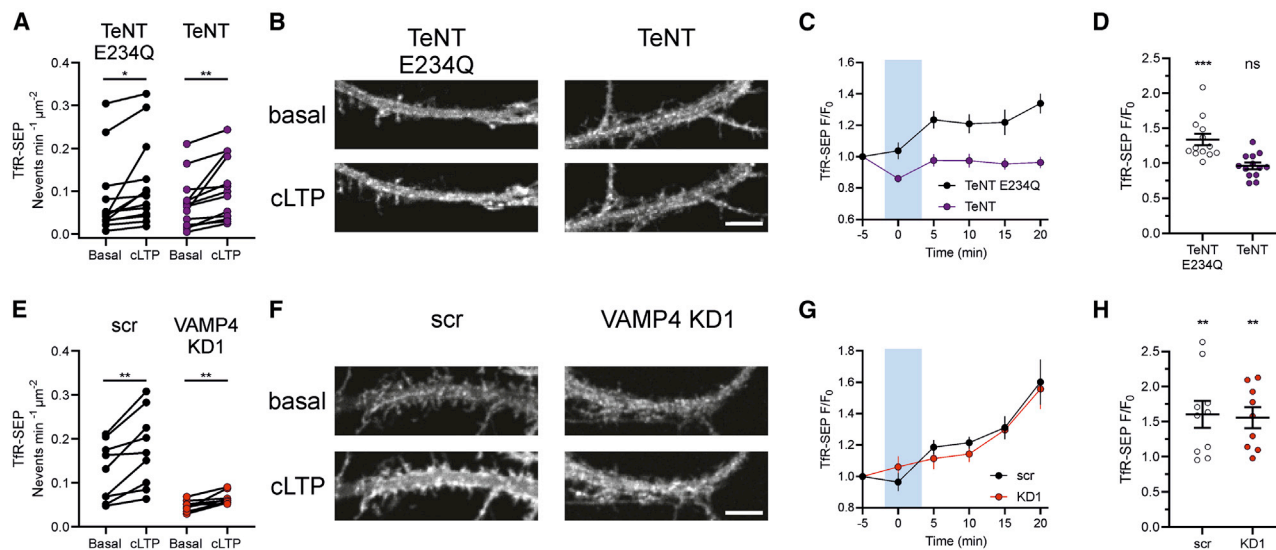 A
TeNT
E234Q
TeNT
*
**
TfR-SEP
Nevents min⁻¹ µm⁻²
0.4
0.3
0.2
0.1
0.0
Basal cLTP Basal cLTP
B
TeNT
E234Q
TeNT
basal
cLTP
C
TfR-SEP F/F₀
1.6
1.4
1.2
1.0
0.8
0.6
TeNT E234Q
TeNT
-5 0 5 10 15 20
Time (min)
D
TfR-SEP F/F₀
*** ns
2.5
2.0
1.5
1.0
0.5
0.0
TeNT
E234Q
TeNT
E
scr
VAMP4
KD1
**
**
TfR-SEP
Nevents min⁻¹ µm⁻²
0.4
0.3
0.2
0.1
0.0
Basal cLTP Basal cLTP
F
scr
VAMP4 KD1
basal
cLTP
G
TfR-SEP F/F₀
1.8
1.6
1.4
1.2
1.0
0.8
scr
KD1
-5 0 5 10 15 20
Time (min)
H
TfR-SEP F/F₀
** **
2.5
2.0
1.5
1.0
0.5
0.0
scr KD1